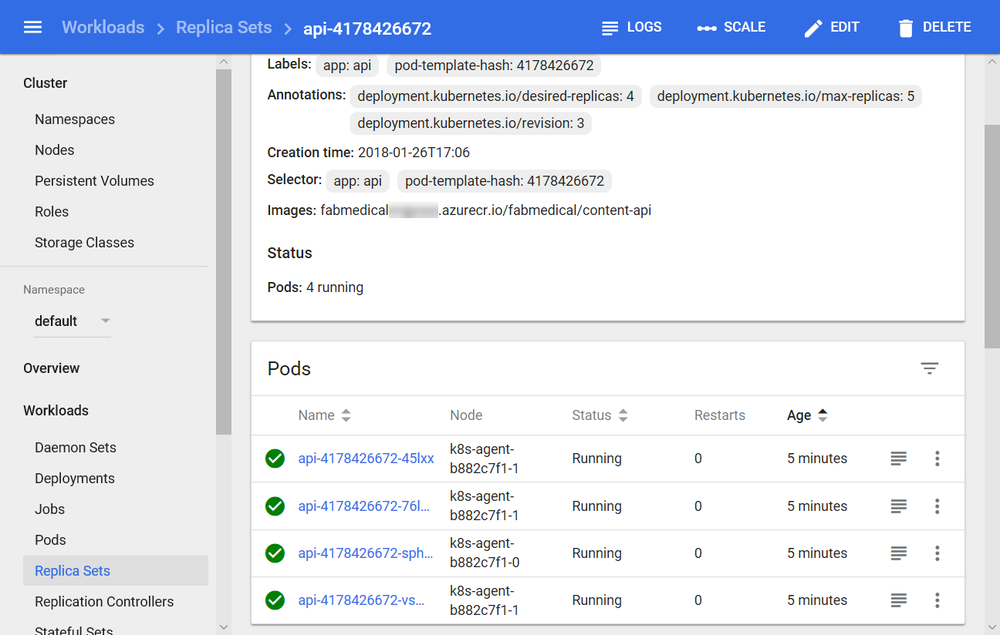 Workloads > Replica Sets > api-4178426672
LOGS
SCALE
EDIT
DELETE
Cluster
Namespaces
Nodes
Persistent Volumes
Roles
Storage Classes
Namespace
default
Overview
Workloads
Daemon Sets
Deployments
Jobs
Pods
Replica Sets
Replication Controllers
Stateful Sets
Labels: app: api pod-template-hash: 4178426672
Annotations: deployment.kubernetes.io/desired-replicas: 4 deployment.kubernetes.io/max-replicas: 5
deployment.kubernetes.io/revision: 3
Creation time: 2018-01-26T17:06
Selector: app: api pod-template-hash: 4178426672
Images: fabmedical .azurecr.io/fabmedical/content-api
Status
Pods: 4 running
Pods
Name Node Status Restarts Age
api-4178426672-45lxx k8s-agent- Running 0 5 minutes
b882c7f1-1
api-4178426672-76l... k8s-agent- Running 0 5 minutes
b882c7f1-1
api-4178426672-sph... k8s-agent- Running 0 5 minutes
b882c7f1-0
api-4178426672-vs... k8s-agent- Running 0 5 minutes
b882c7f1-1